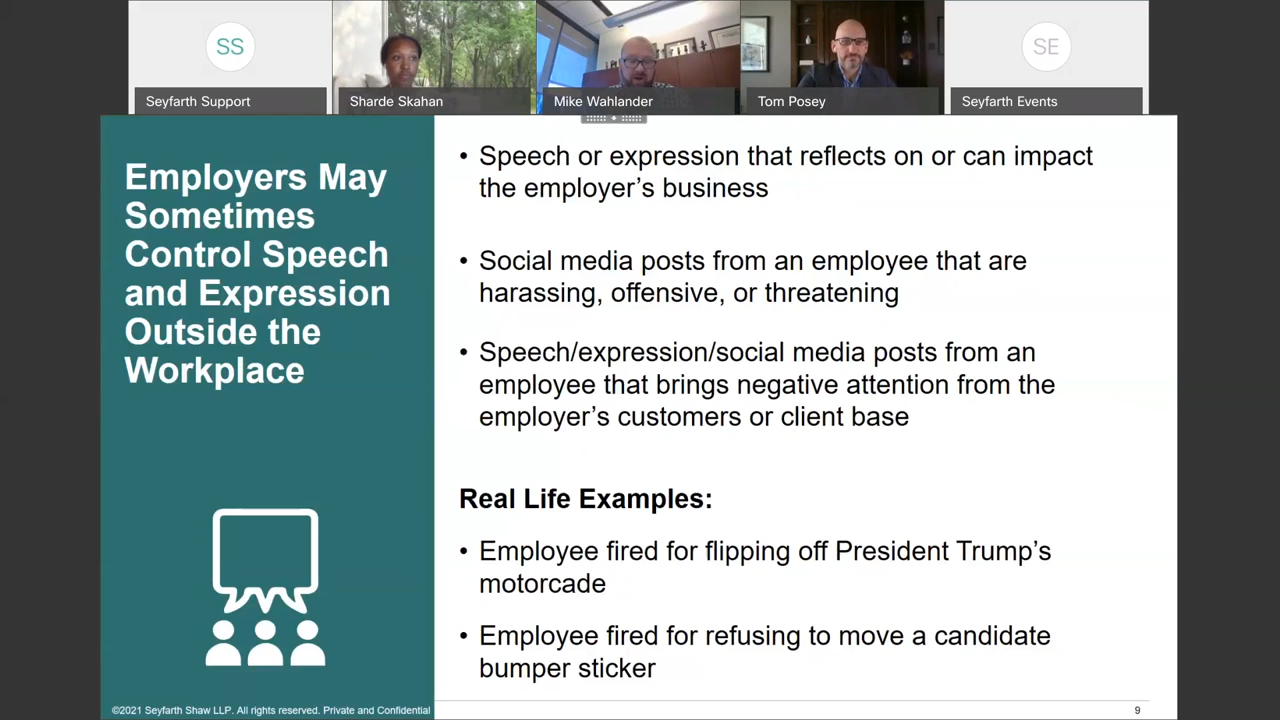 SS
SE
Seyfarth Support
Sharde Skahan
Mike Wahlander
Tom Posey
Seyfarth Events
Employers May
Sometimes
Control Speech
and Expression
Outside the
Workplace
• Speech or expression that reflects on or can impact
the employer’s business
• Social media posts from an employee that are
harassing, offensive, or threatening
• Speech/expression/social media posts from an
employee that brings negative attention from the
employer’s customers or client base
Real Life Examples:
• Employee fired for flipping off President Trump’s
motorcade
• Employee fired for refusing to move a candidate
bumper sticker
©2021 Seyfarth Shaw LLP. All rights reserved. Private and Confidential
9